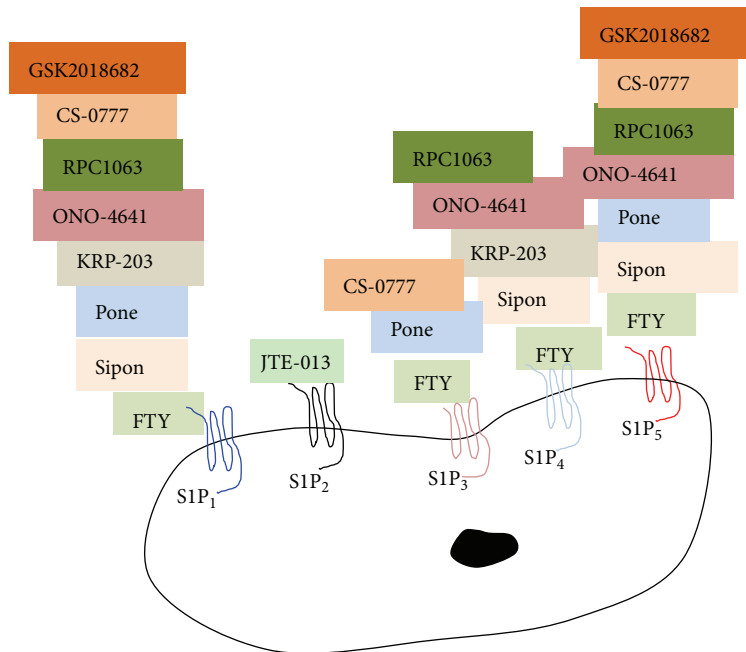 GSK2018682
CS-0777
RPC1063
ONO-4641
KRP-203
Pone
Sipon
FTY
S1P1
JTE-013
S1P2
CS-0777
Pone
FTY
S1P3
RPC1063
ONO-4641
KRP-203
Sipon
FTY
S1P4
GSK2018682
CS-0777
RPC1063
ONO-4641
Pone
Sipon
FTY
S1P5